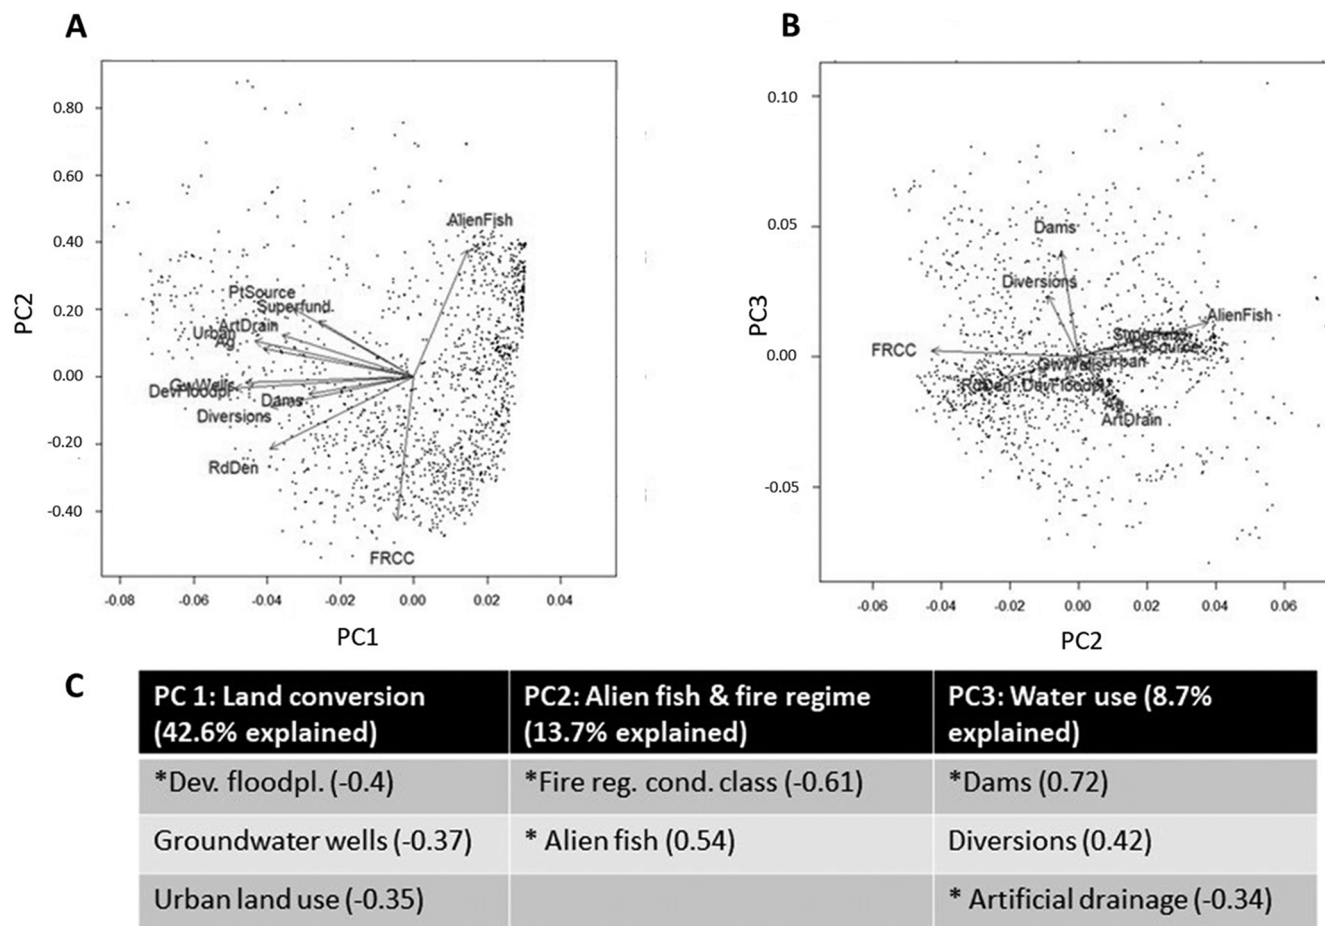 A
B
0.80
0.60
0.40
0.20
0.00
-0.20
-0.40
PC2
AlienFish
PtSource
Superfund
ArtDrain
Urban
Ag
GwWells
DevFloodpl
Dams
Diversions
RdDen
FRCC
-0.08
-0.06
-0.04
-0.02
0.00
0.02
0.04
PC1
0.10
0.05
0.00
-0.05
PC3
Dams
Diversions
AlienFish
FRCC
Urban
GwWells
RdDen
DevFloodpl
Ag
ArtDrain
-0.06
-0.04
-0.02
0.00
0.02
0.04
0.06
PC2
C
PC 1: Land conversion
(42.6% explained)
PC2: Alien fish & fire regime
(13.7% explained)
PC3: Water use (8.7%
explained)
*Dev. floodpl. (-0.4)
*Fire reg. cond. class (-0.61)
*Dams (0.72)
Groundwater wells (-0.37)
* Alien fish (0.54)
Diversions (0.42)
Urban land use (-0.35)
* Artificial drainage (-0.34)